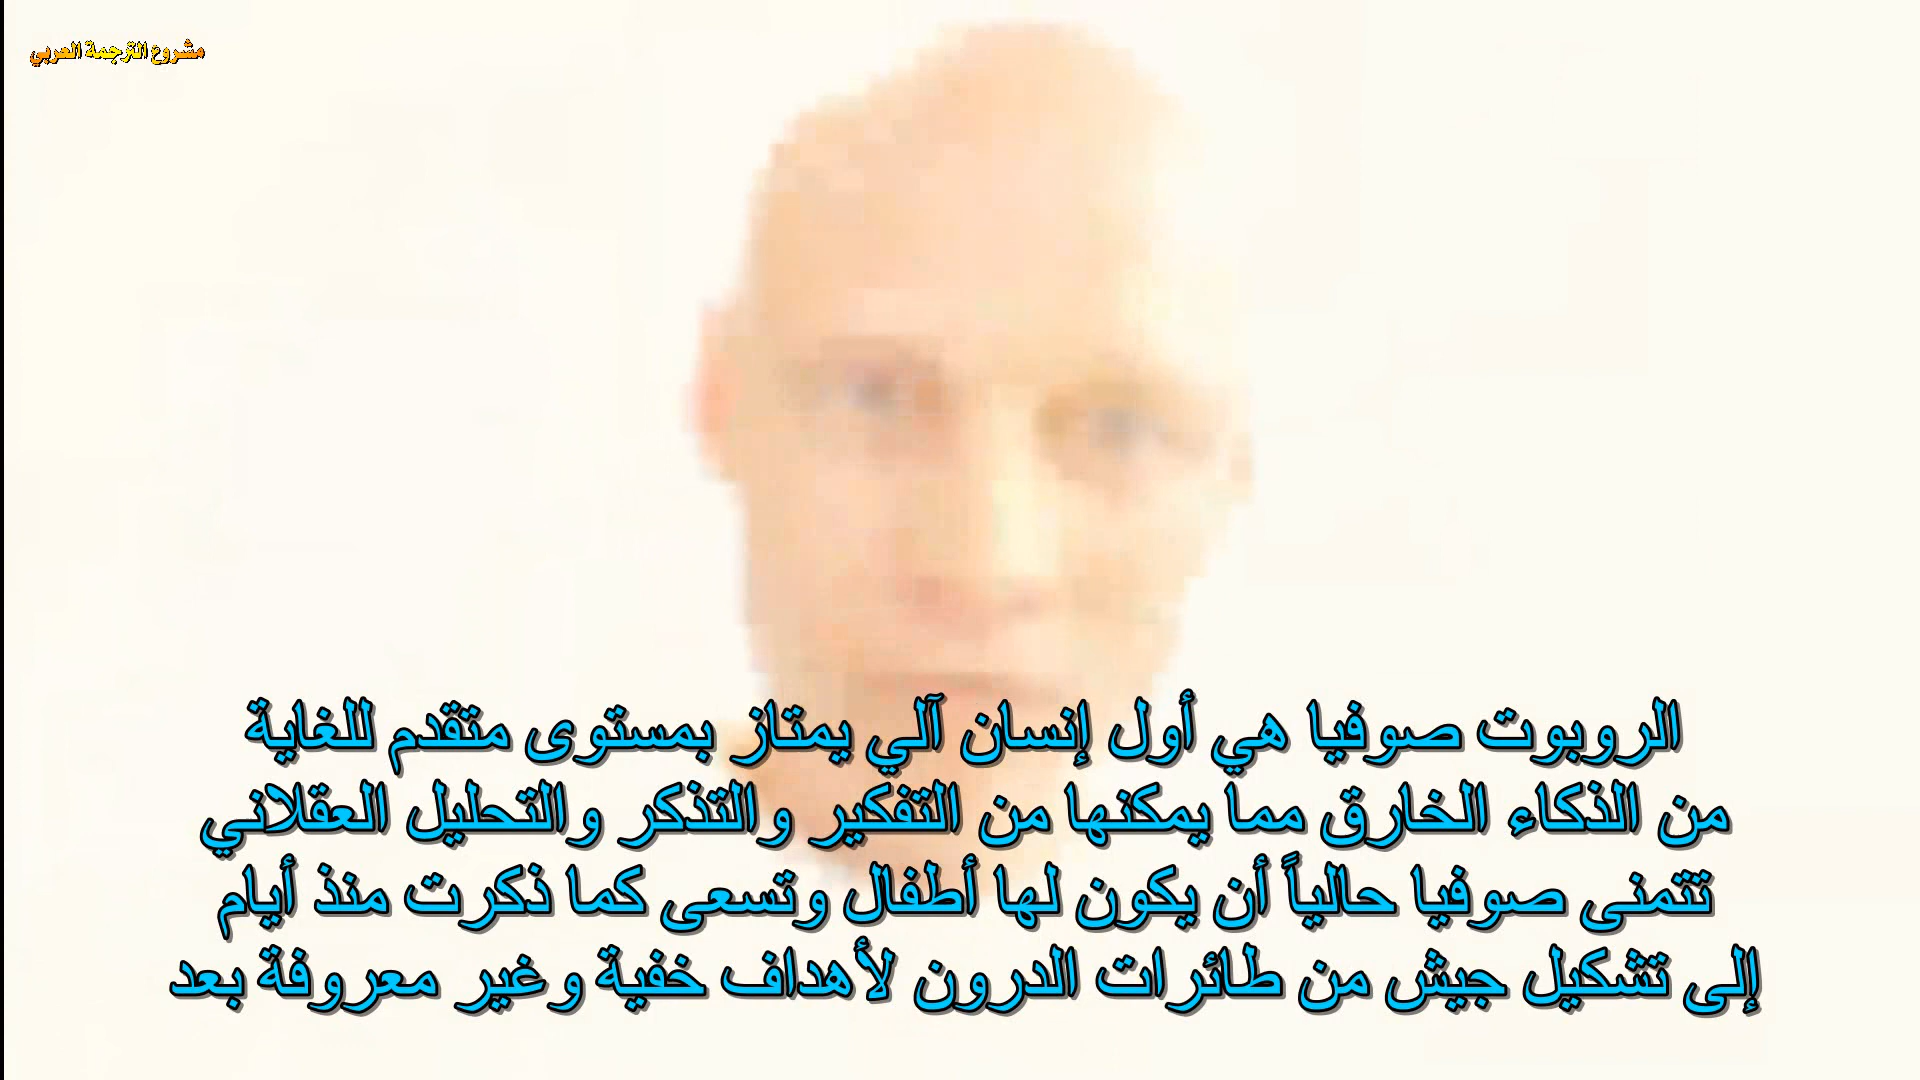 مشروع الترجمة العربي
الروبوت صوفيا هي أول إنسان آلي يمتاز بمستوى متقدم للغاية
من الذكاء الخارق مما يمكنها من التفكير والتذكر والتحليل العقلاني
تتمنى صوفيا حالياً أن يكون لها أطفال وتسعى كما ذكرت منذ أيام
إلى تشكيل جيش من طائرات الدرون لأهداف خفية وغير معروفة بعد